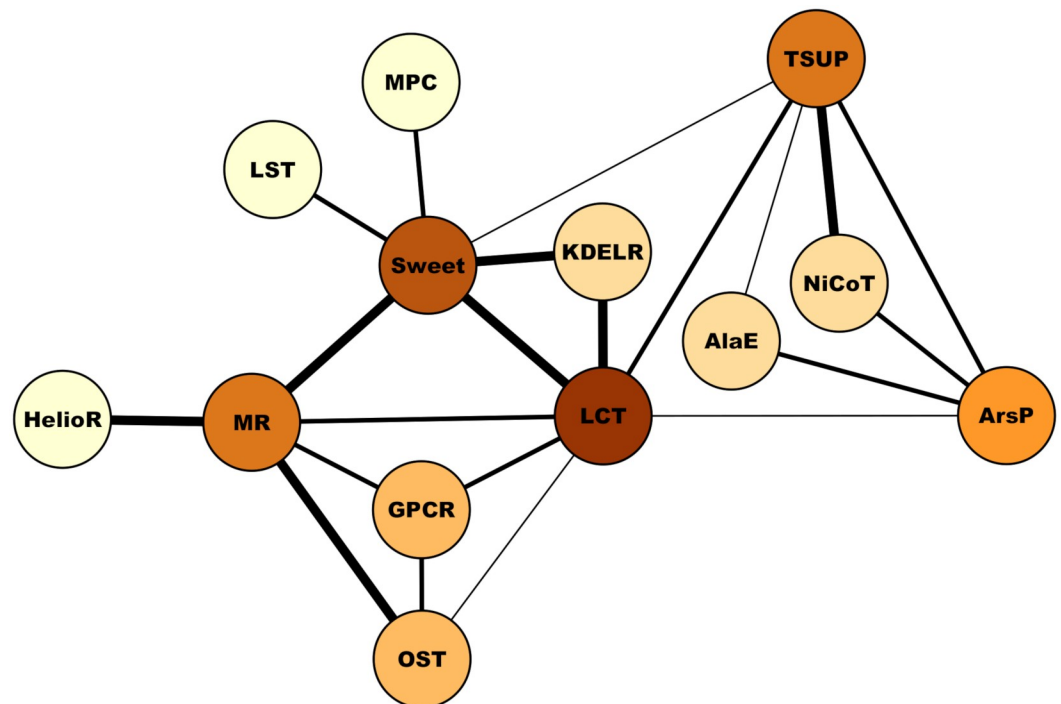 TSUP
MPC
LST
Sweet
KDELR
NiCoT
AlaE
HelioR
MR
LCT
ArsP
GPCR
OST